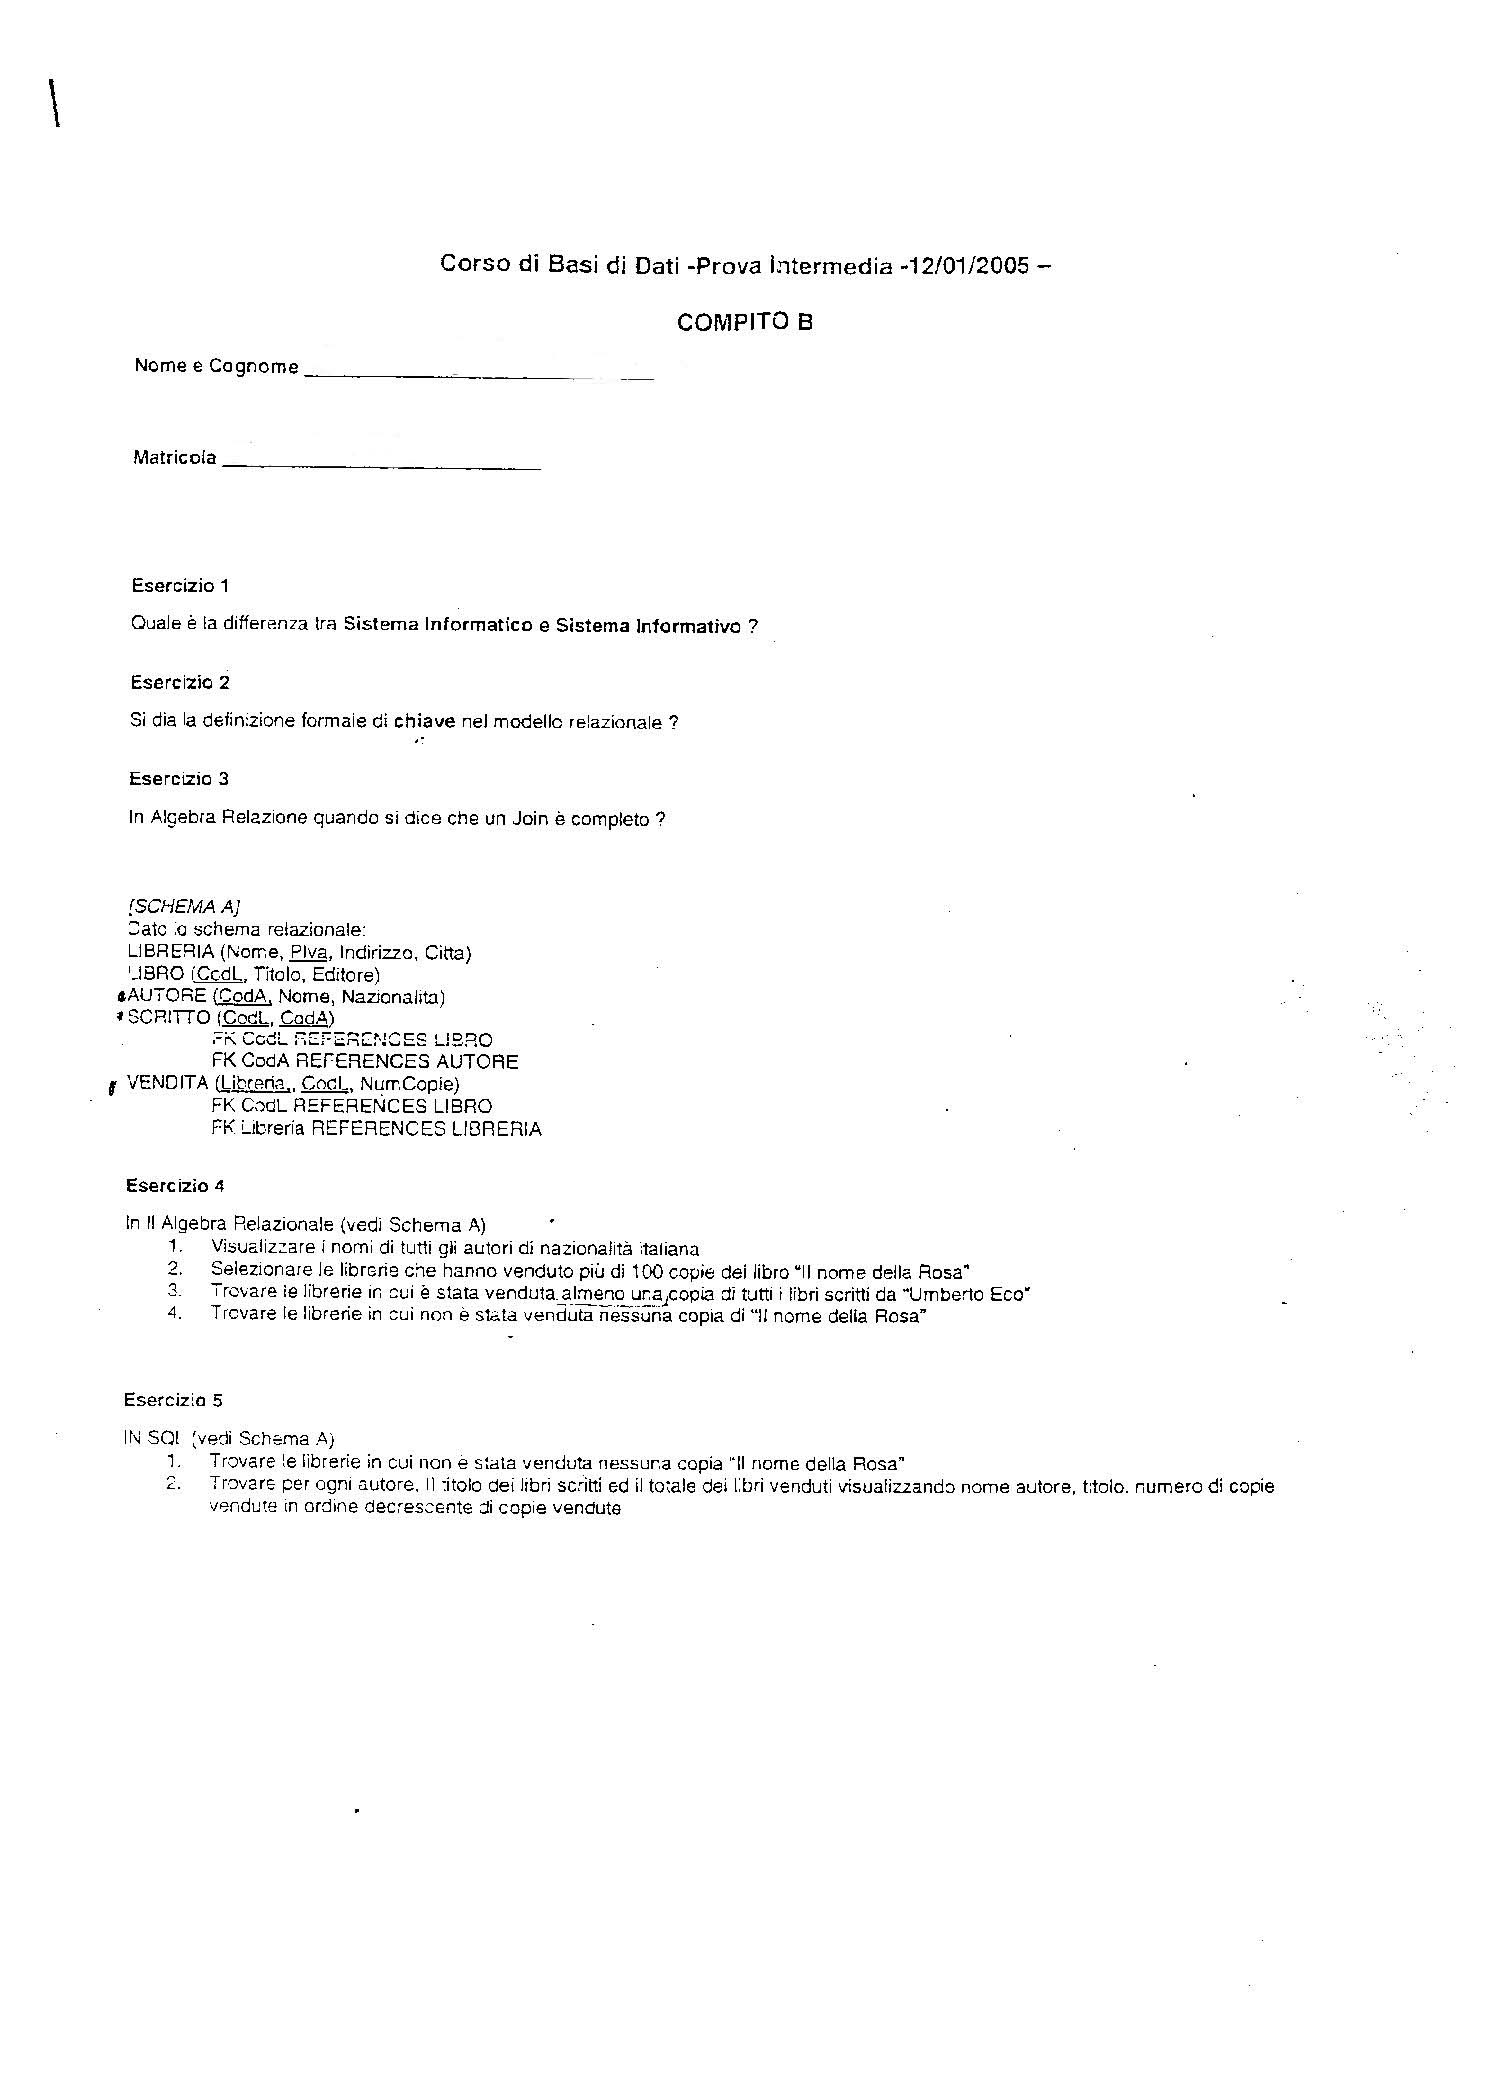 Corso di Basi di Dati -Prova Intermedia -12/01/2005 –
COMPITO B
Nome e Cognome
Matricola
Esercizio 1
Quale è la differenza tra Sistema Informatico e Sistema Informativo ?
Esercizio 2
Si dia la definizione formale di chiave nel modello relazionale ?
Esercizio 3
In Algebra Relazione quando si dice che un Join è completo ?
[SCHEMA A]
Dato lo schema relazionale:
LIBRERIA (Nome, PIva, Indirizzo, Citta)
LIBRO (CodL, Titolo, Editore)
AUTORE (CodA, Nome, Nazionalita)
SCRITTO (CodL, CodA)
FK CodL REFERENCES LIBRO
FK CodA REFERENCES AUTORE
VENDITA (Libreria,, CodL, NumCopie)
FK CodL REFERENCES LIBRO
FK Libreria REFERENCES LIBRERIA
Esercizio 4
In Il Algebra Relazionale (vedi Schema A)
1. Visualizzare i nomi di tutti gli autori di nazionalità italiana
2. Selezionare le librerie che hanno venduto più di 100 copie del libro "Il nome della Rosa"
3. Trovare le librerie in cui è stata venduta almeno una copia di tutti i libri scritti da "Umberto Eco"
4. Trovare le librerie in cui non è stata venduta nessuna copia di "Il nome della Rosa"
Esercizio 5
IN SQL (vedi Schema A)
1. Trovare le librerie in cui non è stata venduta nessuna copia "Il nome della Rosa"
2. Trovare per ogni autore, Il titolo dei libri scritti ed il totale dei libri venduti visualizzando nome autore, titolo, numero di copie
vendute in ordine decrescente di copie vendute